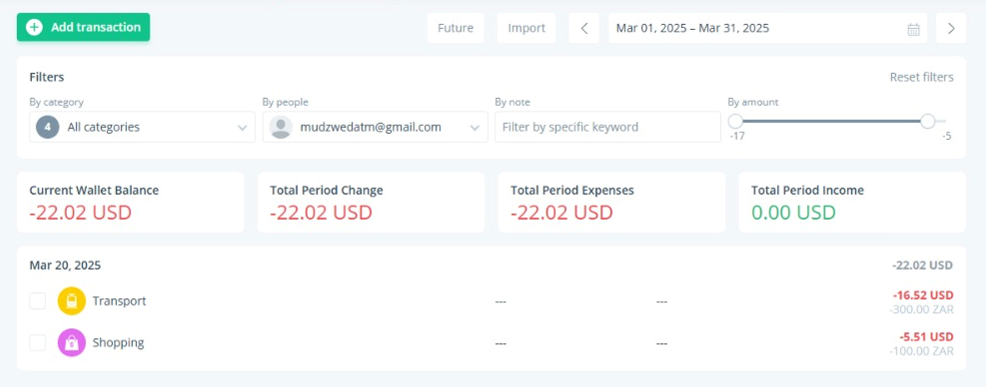 Add transaction
Future
Import
Mar 01, 2025 – Mar 31, 2025
Filters
Reset filters
By category
By people
By note
By amount
4 All categories
mudzwedatm@gmail.com
Filter by specific keyword
-17
-5
Current Wallet Balance
-22.02 USD
Total Period Change
-22.02 USD
Total Period Expenses
-22.02 USD
Total Period Income
0.00 USD
Mar 20, 2025
-22.02 USD
Transport
---
---
-16.52 USD
-300.00 ZAR
Shopping
---
---
-5.51 USD
-100.00 ZAR